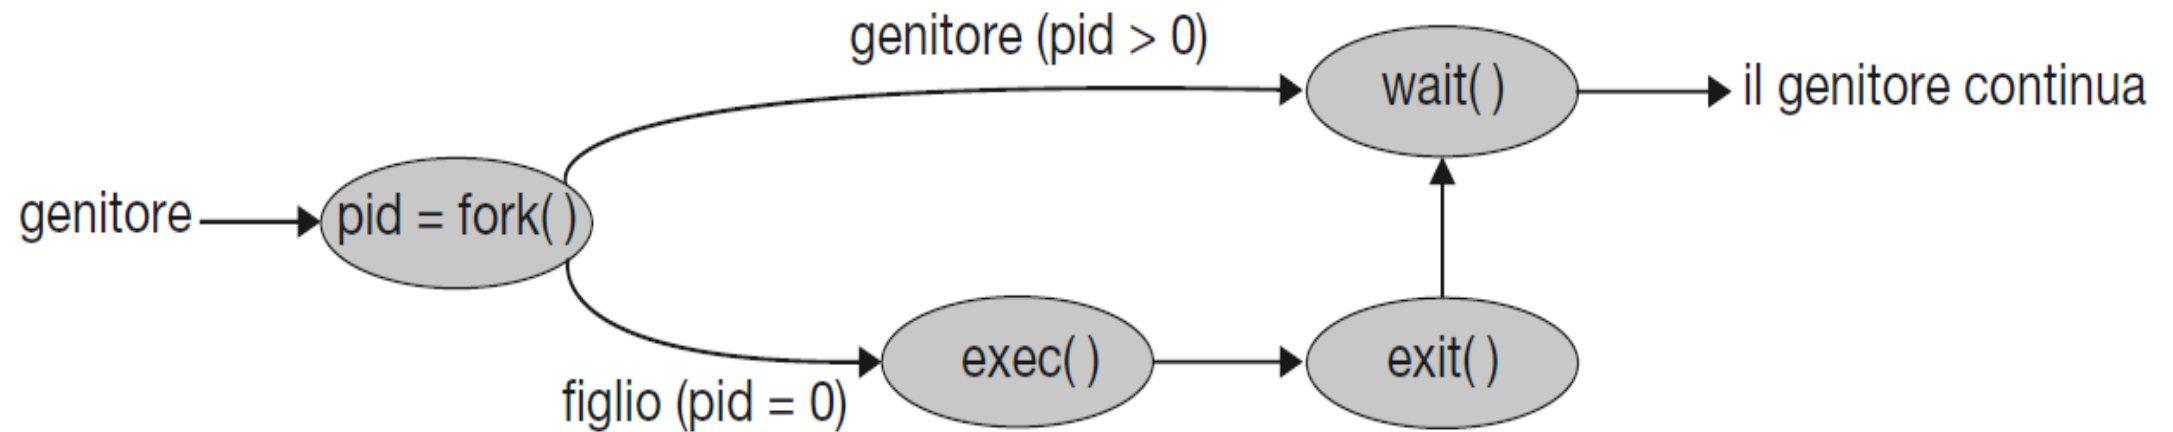 genitore (pid > 0)
wait( )
il genitore continua
genitore
pid = fork( )
exec( )
exit( )
figlio (pid = 0)